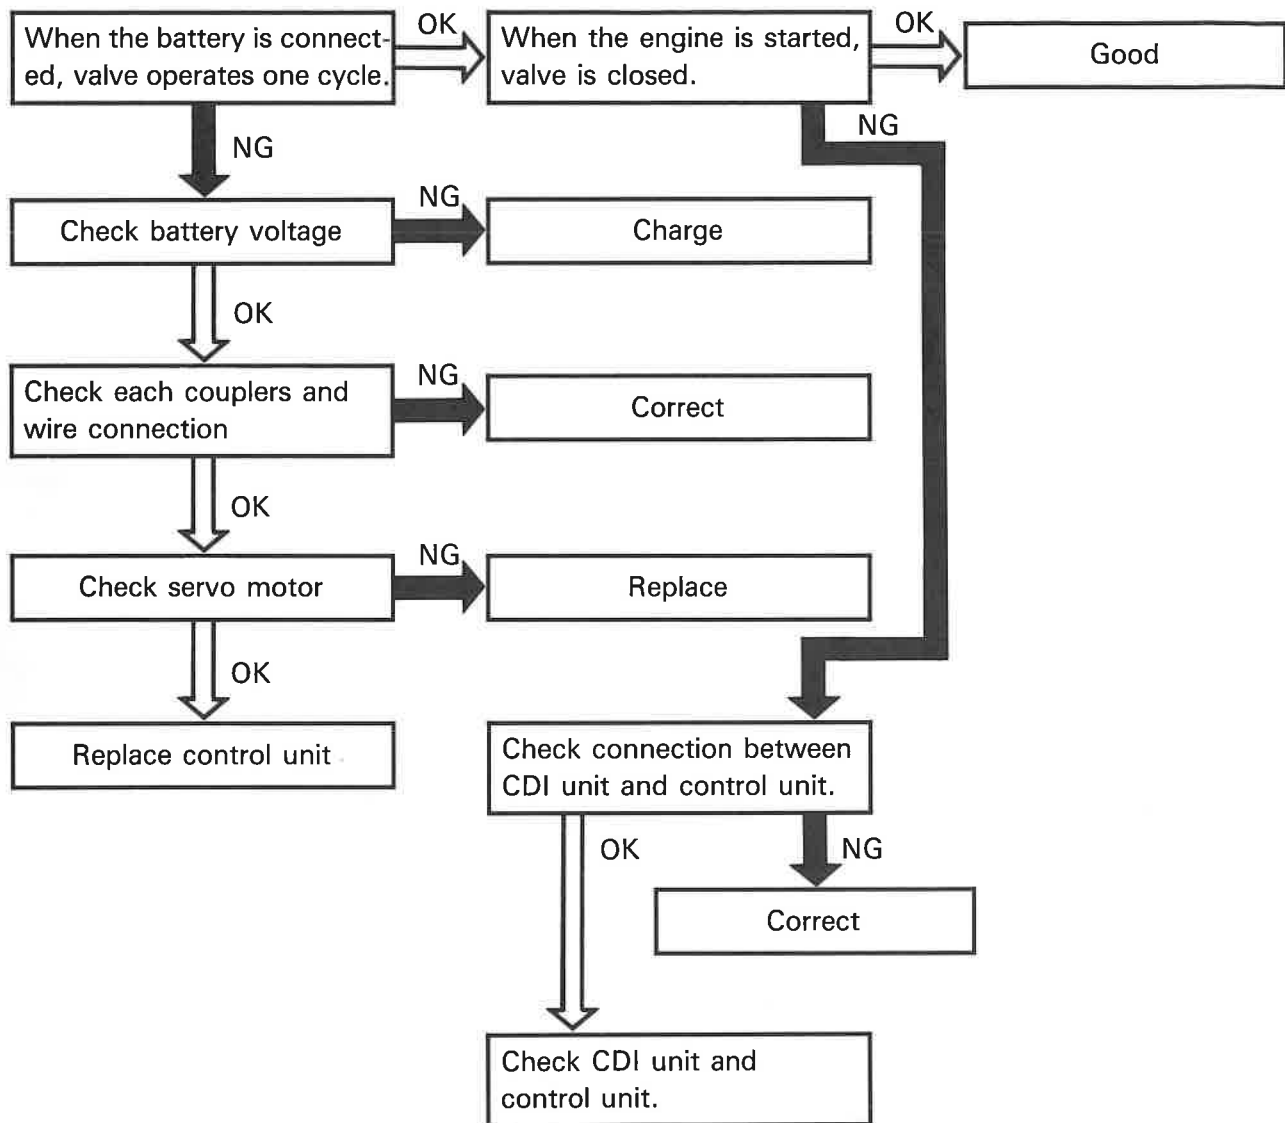 When the battery is connect-
ed, valve operates one cycle.
OK
When the engine is started,
valve is closed.
OK
Good
NG
NG
Check battery voltage
NG
Charge
OK
Check each couplers and
wire connection
NG
Correct
OK
Check servo motor
NG
Replace
OK
Replace control unit
Check connection between
CDI unit and control unit.
OK
NG
Correct
Check CDI unit and
control unit.